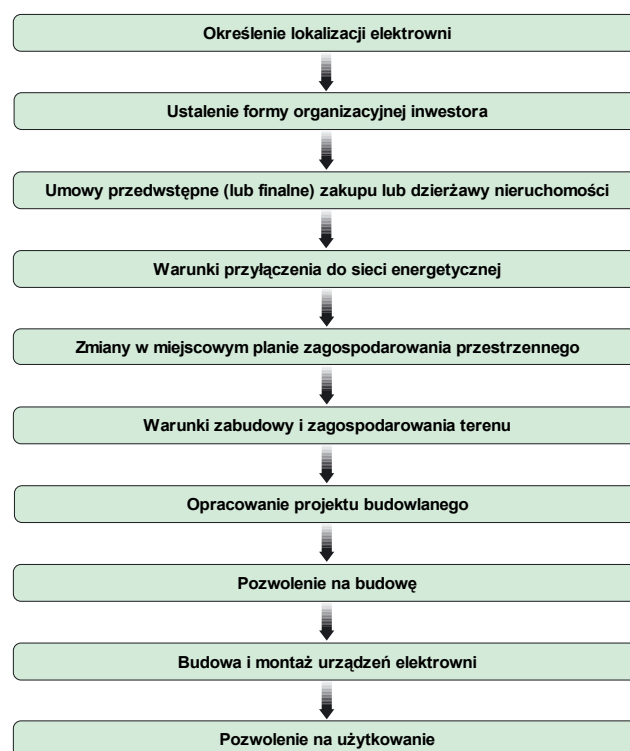 Określenie lokalizacji elektrowni
Ustalenie formy organizacyjnej inwestora
Umowy przedwstępne (lub finalne) zakupu lub dzierżawy nieruchomości
Warunki przyłączenia do sieci energetycznej
Zmiany w miejscowym planie zagospodarowania przestrzennego
Warunki zabudowy i zagospodarowania terenu
Opracowanie projektu budowlanego
Pozwolenie na budowę
Budowa i montaż urządzeń elektrowni
Pozwolenie na użytkowanie